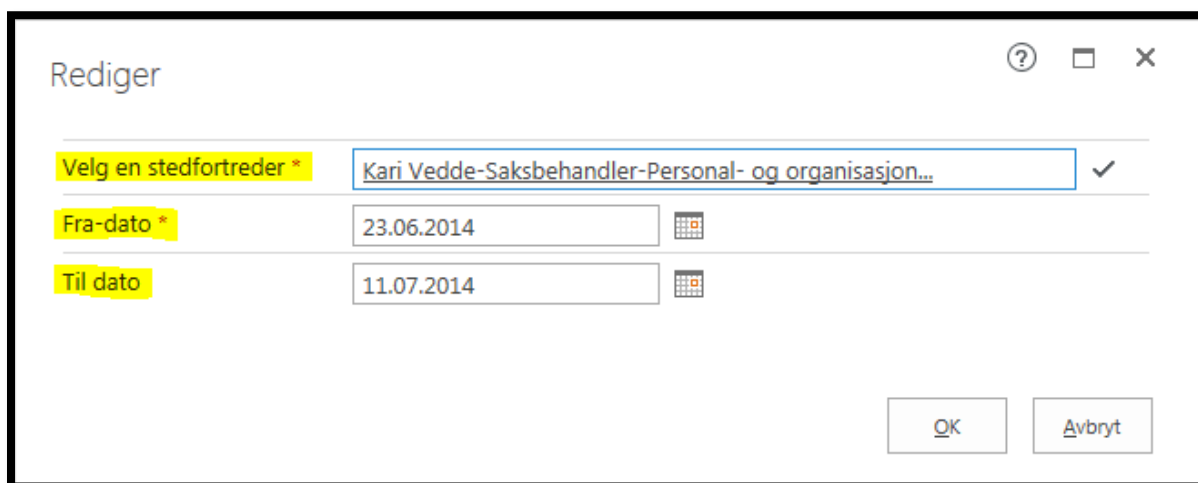 Rediger
Velg en stedfortreder * Kari Vedde-Saksbehandler-Personal- og organisasjon...
Fra-dato * 23.06.2014
Til dato 11.07.2014
OK Avbryt